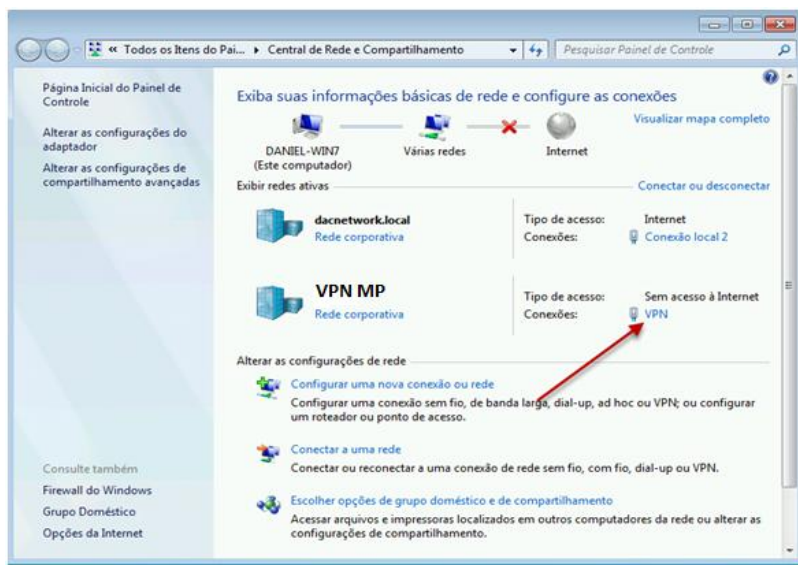 « Todos os Itens do Pai... ▸ Central de Rede e Compartilhamento
Pesquisar Painel de Controle
Página Inicial do Painel de
Controle
Alterar as configurações do
adaptador
Alterar as configurações de
compartilhamento avançadas
Exiba suas informações básicas de rede e configure as conexões
Visualizar mapa completo
DANIEL-WIN7
(Este computador)
Várias redes
Internet
Exibir redes ativas
Conectar ou desconectar
dacnetwork.local
Rede corporativa
Tipo de acesso: Internet
Conexões: Conexão local 2
VPN MP
Rede corporativa
Tipo de acesso: Sem acesso à Internet
Conexões: VPN
Alterar as configurações de rede
Configurar uma nova conexão ou rede
Configurar uma conexão sem fio, de banda larga, dial-up, ad hoc ou VPN; ou configurar
um roteador ou ponto de acesso.
Conectar a uma rede
Conectar ou reconectar a uma conexão de rede sem fio, com fio, dial-up ou VPN.
Escolher opções de grupo doméstico e de compartilhamento
Acessar arquivos e impressoras localizados em outros computadores da rede ou alterar as
configurações de compartilhamento.
Consulte também
Firewall do Windows
Grupo Doméstico
Opções da Internet